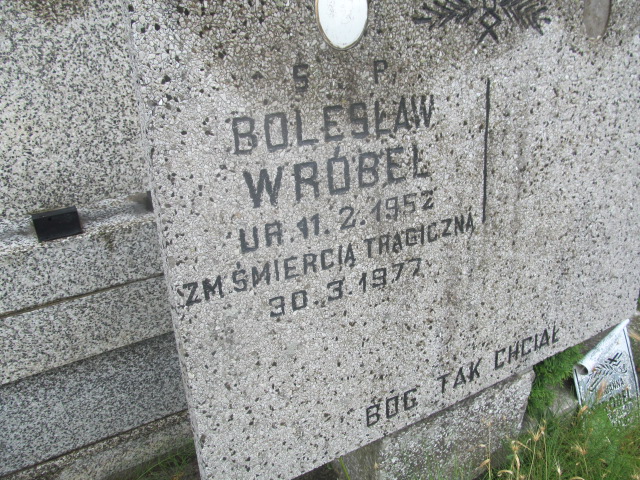 Ś P
BOLESŁAW
WRÓBEL
UR. 11.2.1952
ZM. ŚMIERCIĄ TRAGICZNĄ
30.3.1977
BÓG TAK CHCIAŁ